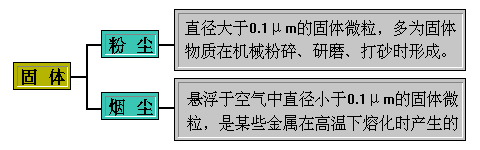 固 体
粉 尘
直径大于0.1μm的固体微粒，多为固体
物质在机械粉碎、研磨、打砂时形成。
烟 尘
悬浮于空气中直径小于0.1μm的固体微
粒，是某些金属在高温下熔化时产生的